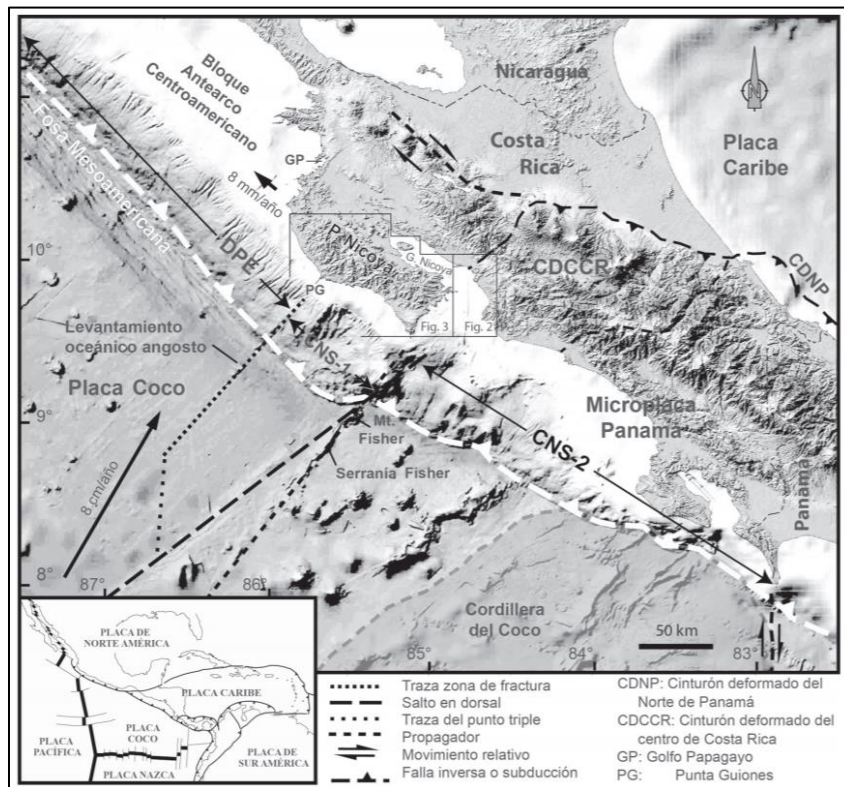 Bloque
Antearco
Centroamericano
Nicaragua
N
Costa
Rica
Placa
Caribe
GP
8 mm/año
Fosa Mesoamericana
DPE
P. Nicoya
G. Nicoya
10°
CDCCR
CDNP
PG
Fig. 3
Fig. 2
Levantamiento
oceánico angosto
CNS-1
Placa Coco
9°
Mt.
Fisher
Microplaca
Panamá
CNS-2
Serranía Fisher
8 cm/año
Panamá
8°
87°
86°
Cordillera
del Coco
50 km
85°
84°
83°
PLACA DE
NORTE AMÉRICA
PLACA CARIBE
PLACA
COCO
PLACA
PACÍFICA
PLACA NAZCA
PLACA DE
SUR AMÉRICA
Traza zona de fractura
Salto en dorsal
Traza del punto triple
Propagador
Movimiento relativo
Falla inversa o subducción
CDNP: Cinturón deformado del
Norte de Panamá
CDCCR: Cinturón deformado del
centro de Costa Rica
GP: Golfo Papagayo
PG: Punta Guiones